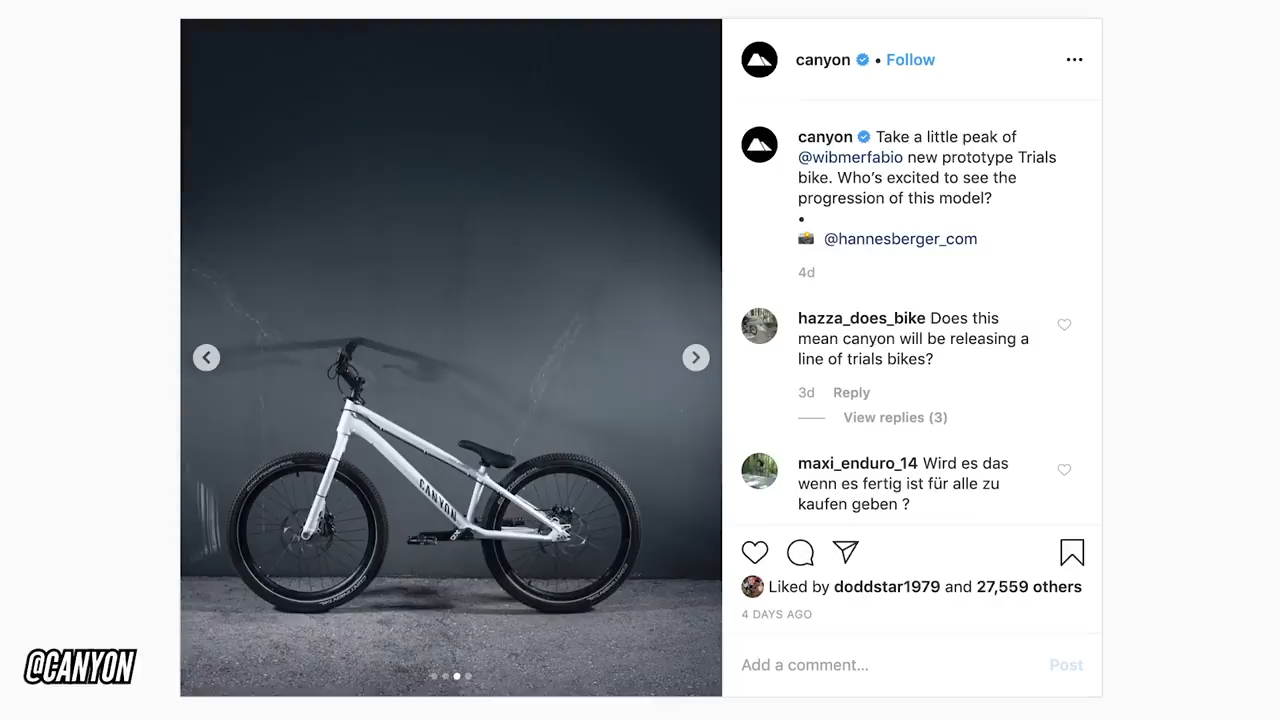 canyon • Follow
canyon Take a little peak of
@wibmerfabio new prototype Trials
bike. Who's excited to see the
progression of this model?
•
@hannesberger_com
4d
hazza_does_bike Does this
mean canyon will be releasing a
line of trials bikes?
3d Reply
View replies (3)
maxi_enduro_14 Wird es das
wenn es fertig ist für alle zu
kaufen geben ?
Liked by doddstar1979 and 27,559 others
4 DAYS AGO
Add a comment... Post
CANYON
@CANYON